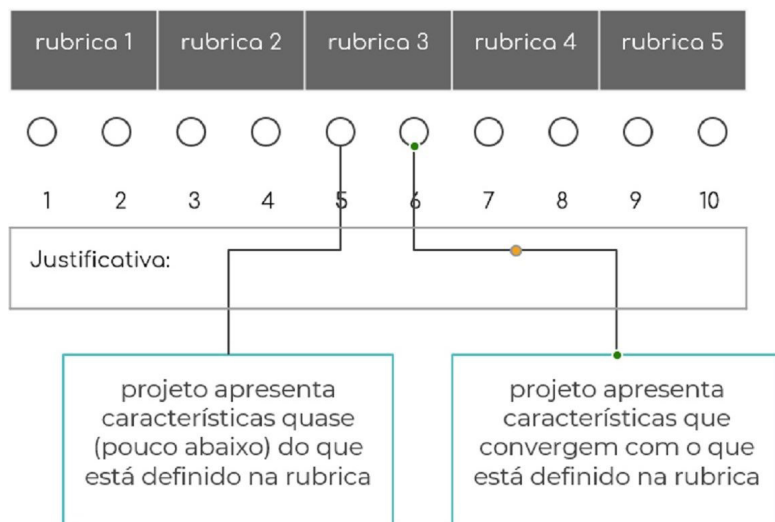 rubrica 1 rubrica 2 rubrica 3 rubrica 4 rubrica 5
1 2 3 4 5 6 7 8 9 10
Justificativa:
projeto apresenta
características quase
(pouco abaixo) do que
está definido na rubrica
projeto apresenta
características que
convergem com o que
está definido na rubrica